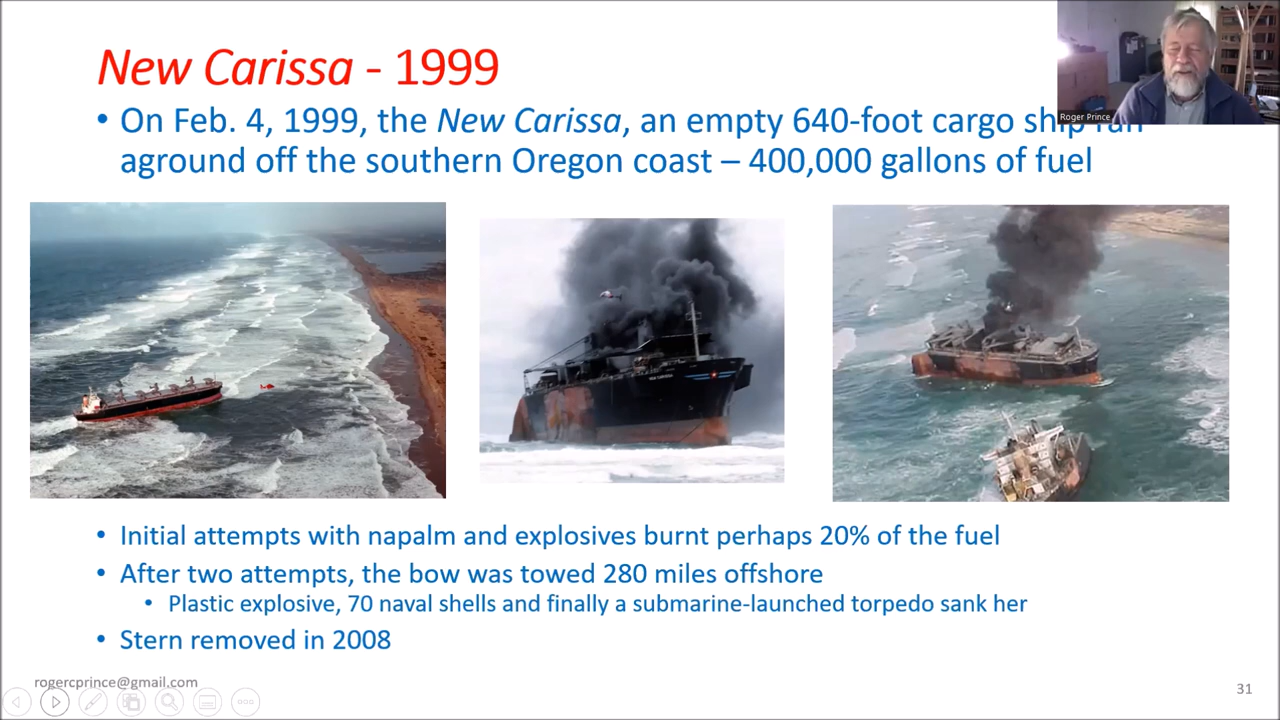 New Carissa - 1999
• On Feb. 4, 1999, the New Carissa, an empty 640-foot cargo ship ran
aground off the southern Oregon coast – 400,000 gallons of fuel
Roger Prince
• Initial attempts with napalm and explosives burnt perhaps 20% of the fuel
• After two attempts, the bow was towed 280 miles offshore
• Plastic explosive, 70 naval shells and finally a submarine-launched torpedo sank her
• Stern removed in 2008
rogercprince@gmail.com
31